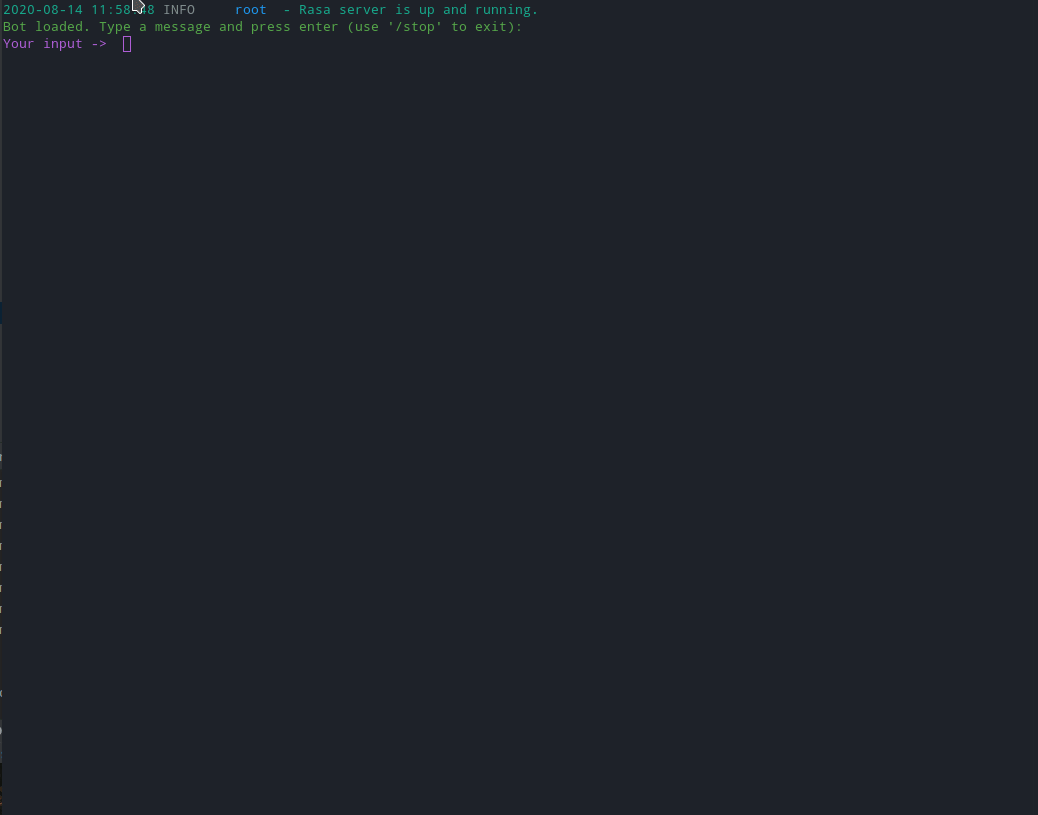 2020-08-14 11:58 8 INFO root - Rasa server is up and running.
Bot loaded. Type a message and press enter (use '/stop' to exit):
Your input ->